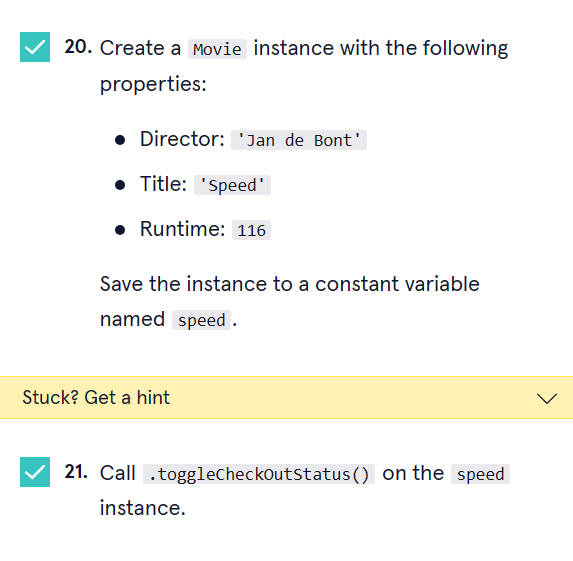 20. Create a Movie instance with the following
properties:
● Director: 'Jan de Bont'
● Title: 'Speed'
● Runtime: 116
Save the instance to a constant variable
named speed.
Stuck? Get a hint
21. Call .toggleCheckOutStatus() on the speed
instance.